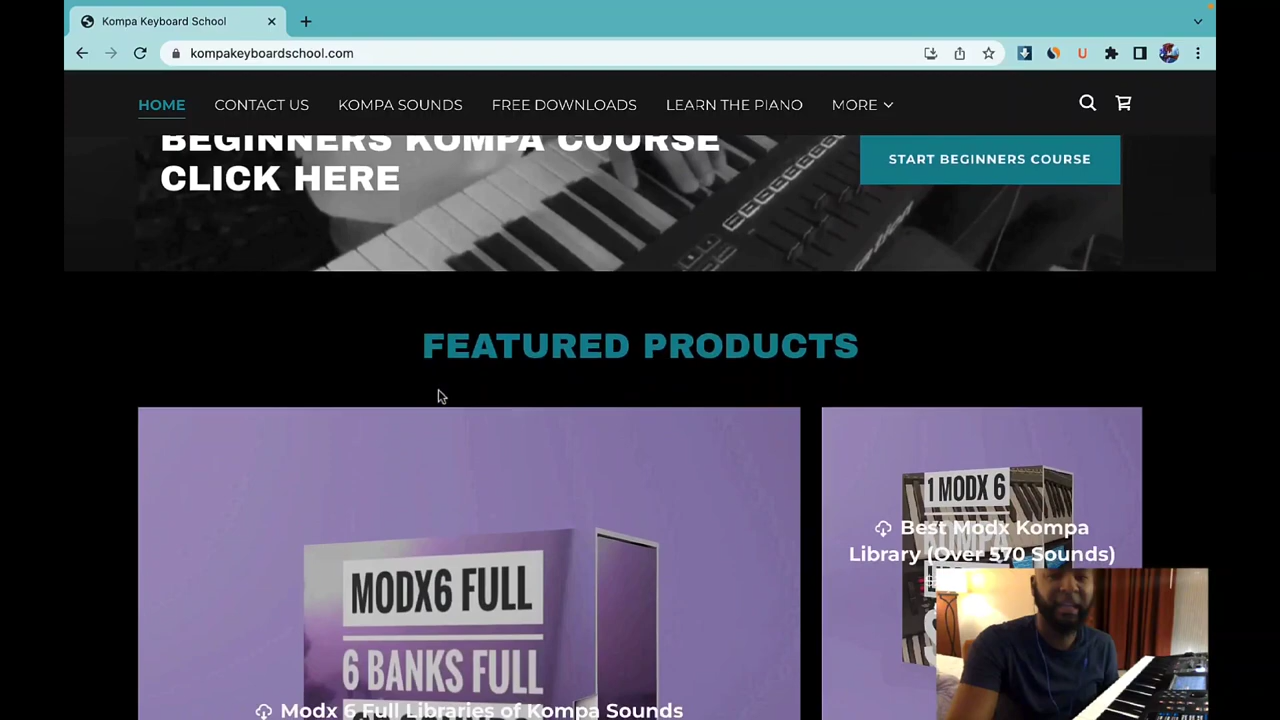 Kompa Keyboard School
kompakeyboardschool.com
HOME
CONTACT US
KOMPA SOUNDS
FREE DOWNLOADS
LEARN THE PIANO
MORE
BEGINNERS KOMPA COURSE
CLICK HERE
START BEGINNERS COURSE
FEATURED PRODUCTS
MODX6 FULL
6 BANKS FULL
Modx 6 Full Libraries of Kompa Sounds
1 MODX 6
KOMPA
Best Modx Kompa
Library (Over 570 Sounds)